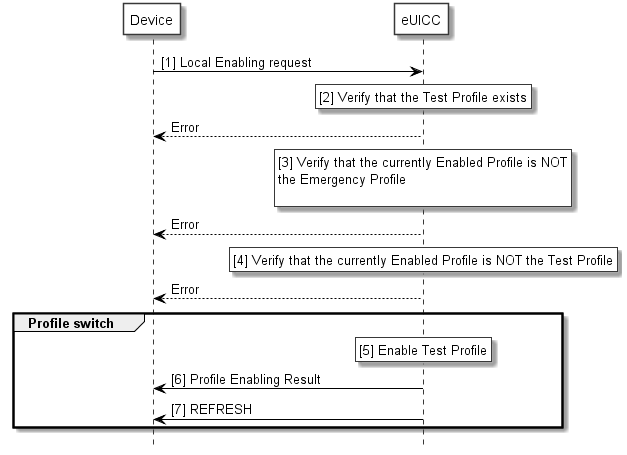 Device
eUICC
[1] Local Enabling request
[2] Verify that the Test Profile exists
Error
[3] Verify that the currently Enabled Profile is NOT
the Emergency Profile
Error
[4] Verify that the currently Enabled Profile is NOT the Test Profile
Error
Profile switch
[5] Enable Test Profile
[6] Profile Enabling Result
[7] REFRESH